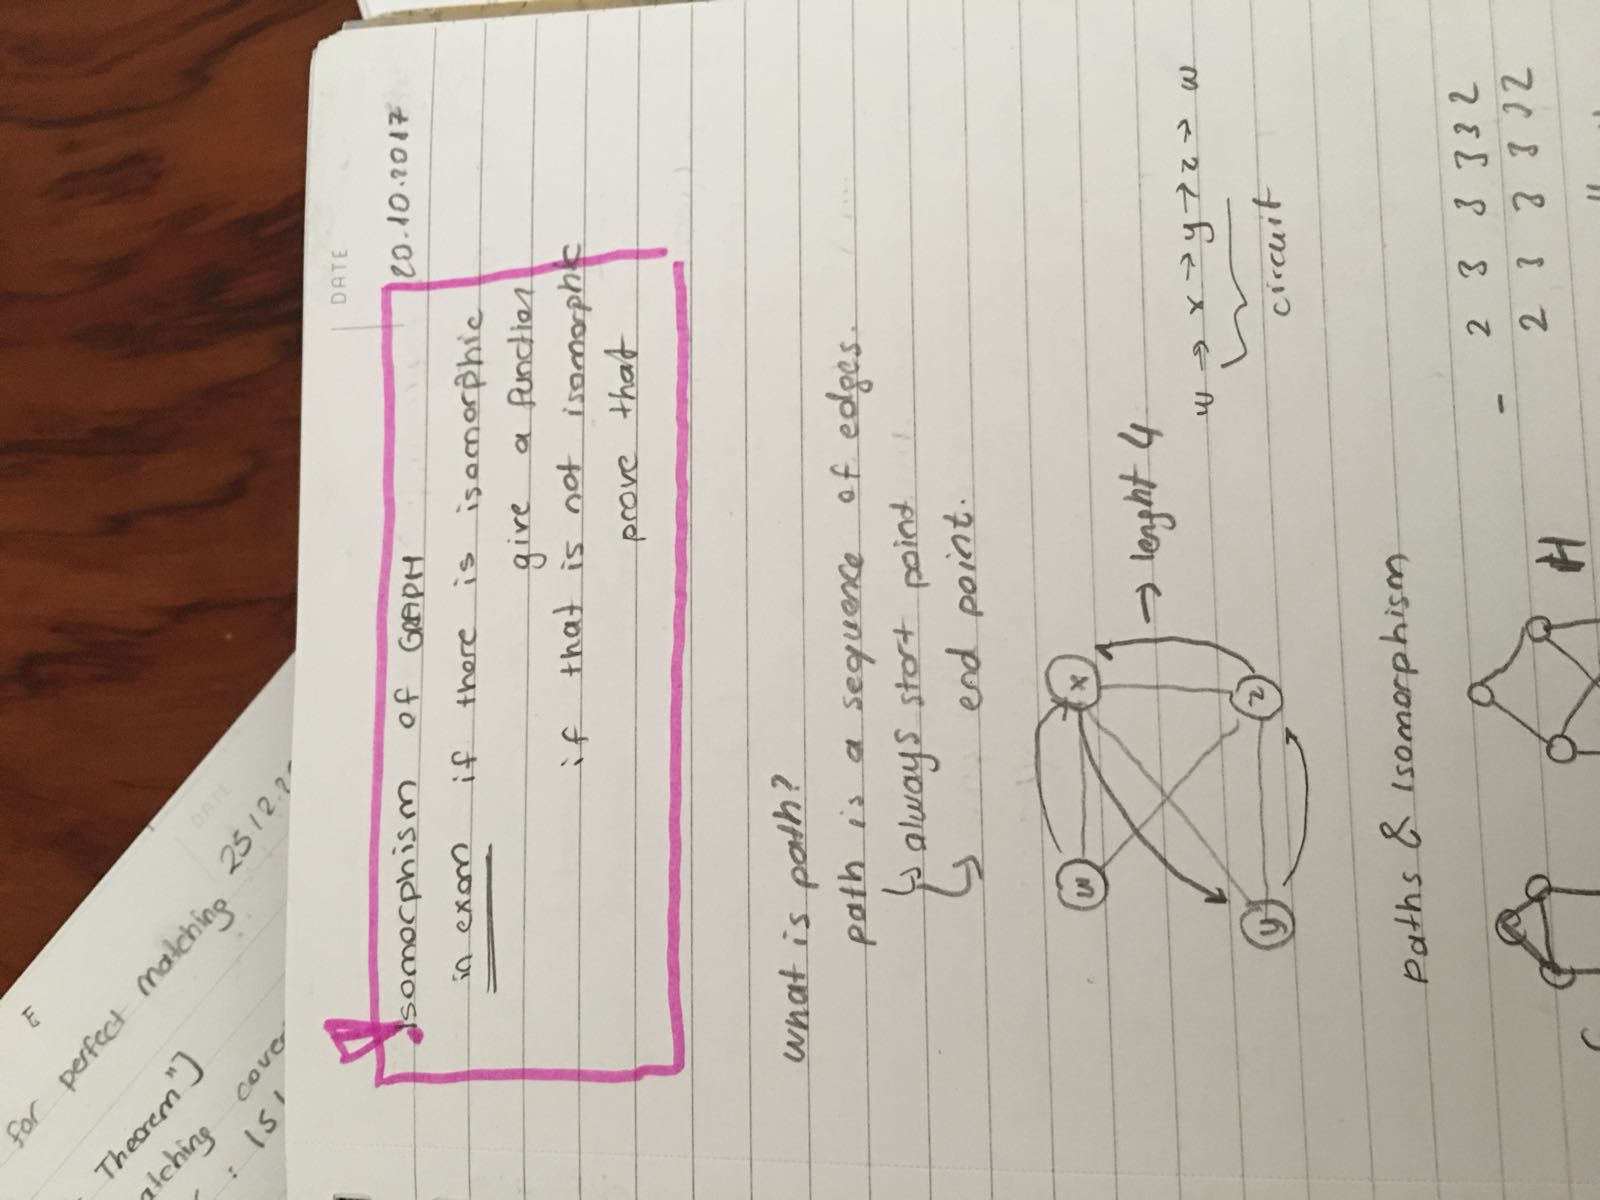 E
for perfect matching 25.12.2
Theorem"]
atching cove
: |S|
DATE
DATE
Isomorphism of GRAPH
20.10.2017
in exam if there is isomorphic
give a function
if that is not isomorphic
prove that
what is path?
path is a sequence of edges.
↳ always start point
↳ end point.
w
x
→ lenght 4
w → x → y → z → w
y
z
circuit
Paths & Isomorphism
- 2 3 3 3 3 2
2 3 3 3 3 2
H